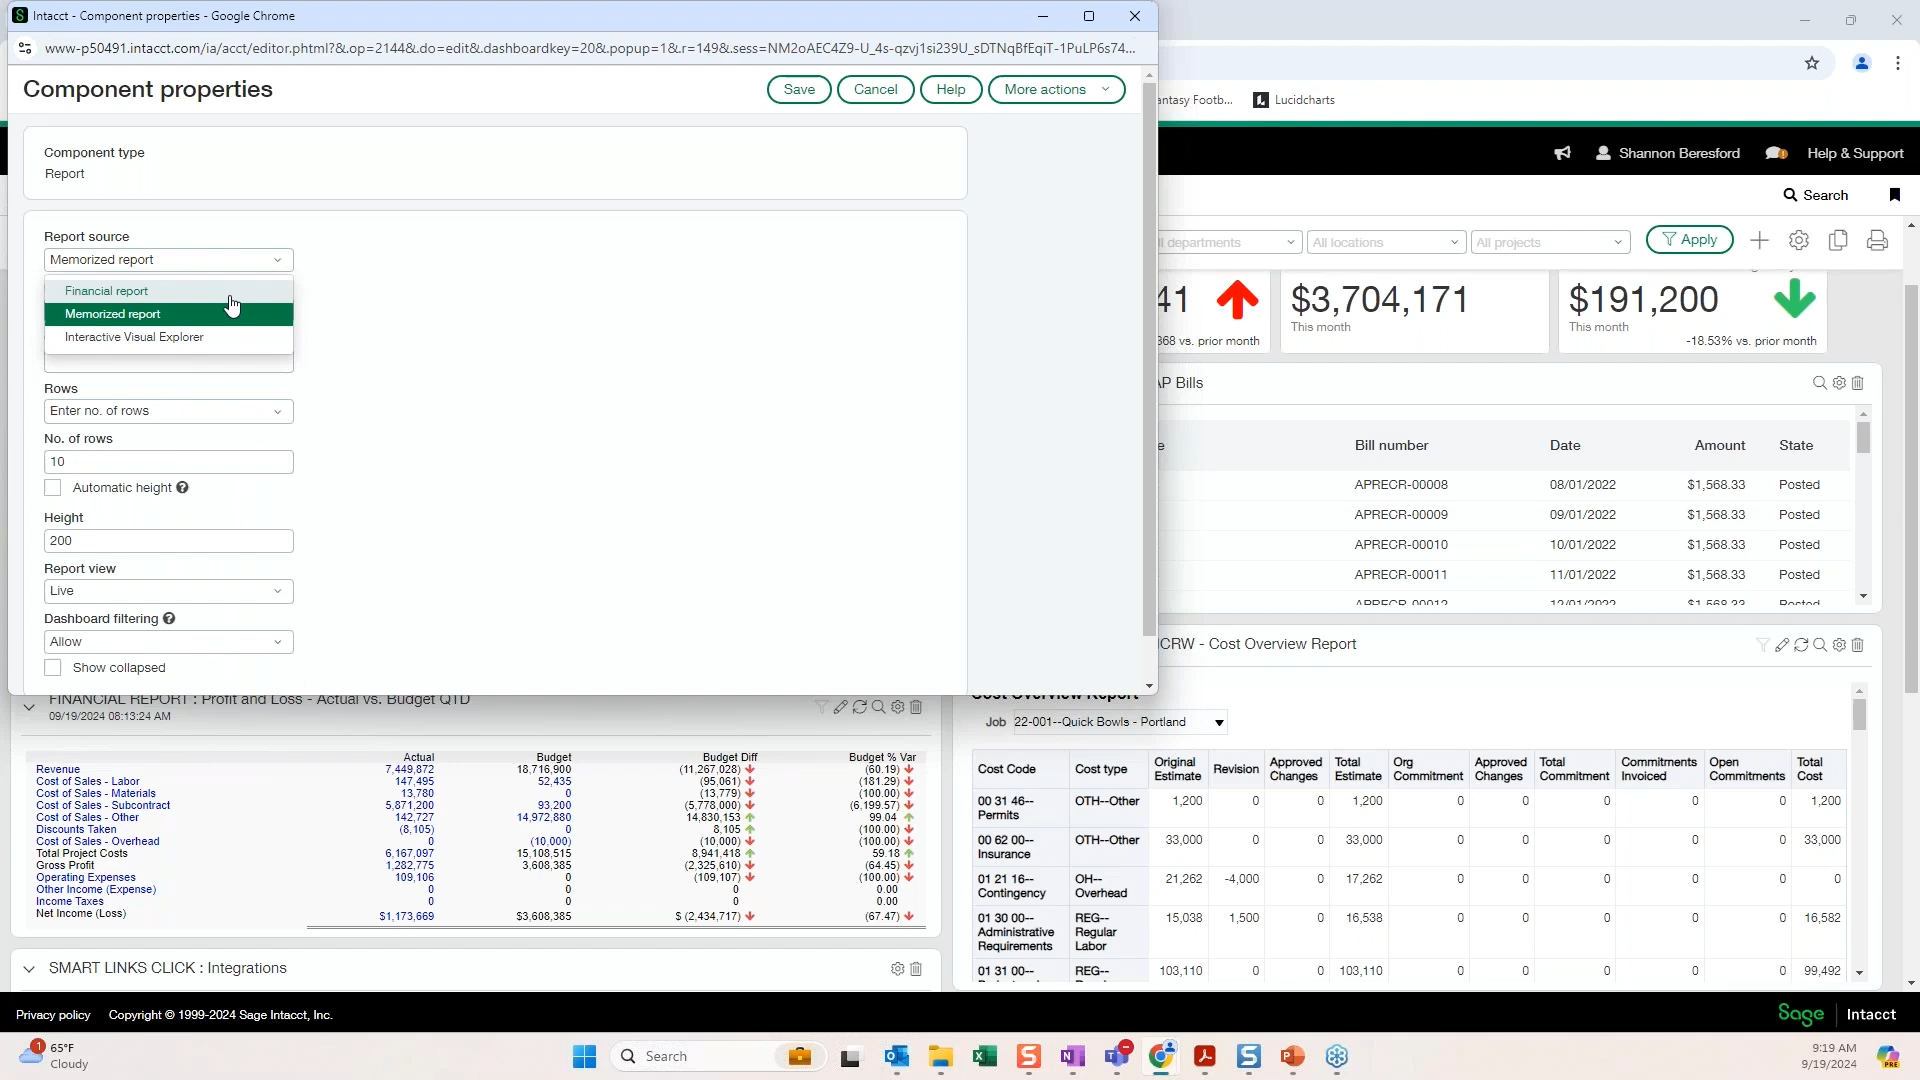 Intacct - Component properties - Google Chrome
www-p50491.intacct.com/ia/acct/editor.phtml?&.op=2144&.do=edit&.dashboardkey=20&.popup=1&.r=149&.sess=NM2oAEC4Z9-U_4s-qzvj1si239U_sDTNqBfEqiT-1PuLP6s74...
Component properties
Save Cancel Help More actions
antasy Footb... Lucidcharts
Component type
Report
Shannon Beresford Help & Support
Search
Report source
Memorized report
Financial report
Memorized report
Interactive Visual Explorer
Rows
Enter no. of rows
No. of rows
10
Automatic height
Height
200
Report view
Live
Dashboard filtering
Allow
Show collapsed
ll departments All locations All projects Apply
41 $3,704,171 $191,200
This month This month
368 vs. prior month -18.53% vs. prior month
AP Bills
e Bill number Date Amount State
APRECR-00008 08/01/2022 $1,568.33 Posted
APRECR-00009 09/01/2022 $1,568.33 Posted
APRECR-00010 10/01/2022 $1,568.33 Posted
APRECR-00011 11/01/2022 $1,568.33 Posted
APRECR-00012 12/01/2022 $1,568.33 Posted
ICRW - Cost Overview Report
Cost Overview Report
Job 22-001--Quick Bowls - Portland
Cost Code Cost type Original Estimate Revision Approved Changes Total Estimate Org Commitment Approved Changes Total Commitment Commitments Invoiced Open Commitments Total Cost
00 31 46-- Permits OTH--Other 1,200 0 0 1,200 0 0 0 0 0 1,200
00 62 00-- Insurance OTH--Other 33,000 0 0 33,000 0 0 0 0 0 33,000
01 21 16-- Contingency OH-- Overhead 21,262 -4,000 0 17,262 0 0 0 0 0 0
01 30 00-- Administrative Requirements REG-- Regular Labor 15,038 1,500 0 16,538 0 0 0 0 0 16,582
01 31 00-- REG-- 103,110 0 0 103,110 0 0 0 0 0 99,492
FINANCIAL REPORT : Profit and Loss - Actual vs. Budget QTD
09/19/2024 08:13:24 AM
Actual Budget Budget Diff Budget % Var
Revenue 7,449,872 18,716,900 (11,267,028) (60.19)
Cost of Sales - Labor 147,495 52,435 (95,061) (181.29)
Cost of Sales - Materials 13,780 0 (13,779) (100.00)
Cost of Sales - Subcontract 5,871,200 93,200 (5,778,000) (6,199.57)
Cost of Sales - Other 142,727 14,972,880 14,830,153 99.04
Discounts Taken (8,105) 0 8,105 (100.00)
Cost of Sales - Overhead 0 (10,000) (10,000) (100.00)
Total Project Costs 6,167,097 15,108,515 8,941,418 59.18
Gross Profit 1,282,775 3,608,385 (2,325,610) (64.45)
Operating Expenses 109,106 0 (109,107) (100.00)
Other Income (Expense) 0 0 0 0.00
Income Taxes 0 0 0 0.00
Net Income (Loss) $1,173,669 $3,608,385 $ (2,434,717) (67.47)
SMART LINKS CLICK : Integrations
Privacy policy Copyright © 1999-2024 Sage Intacct, Inc.
Sage Intacct
1 65°F
Cloudy
Search
9:19 AM
9/19/2024